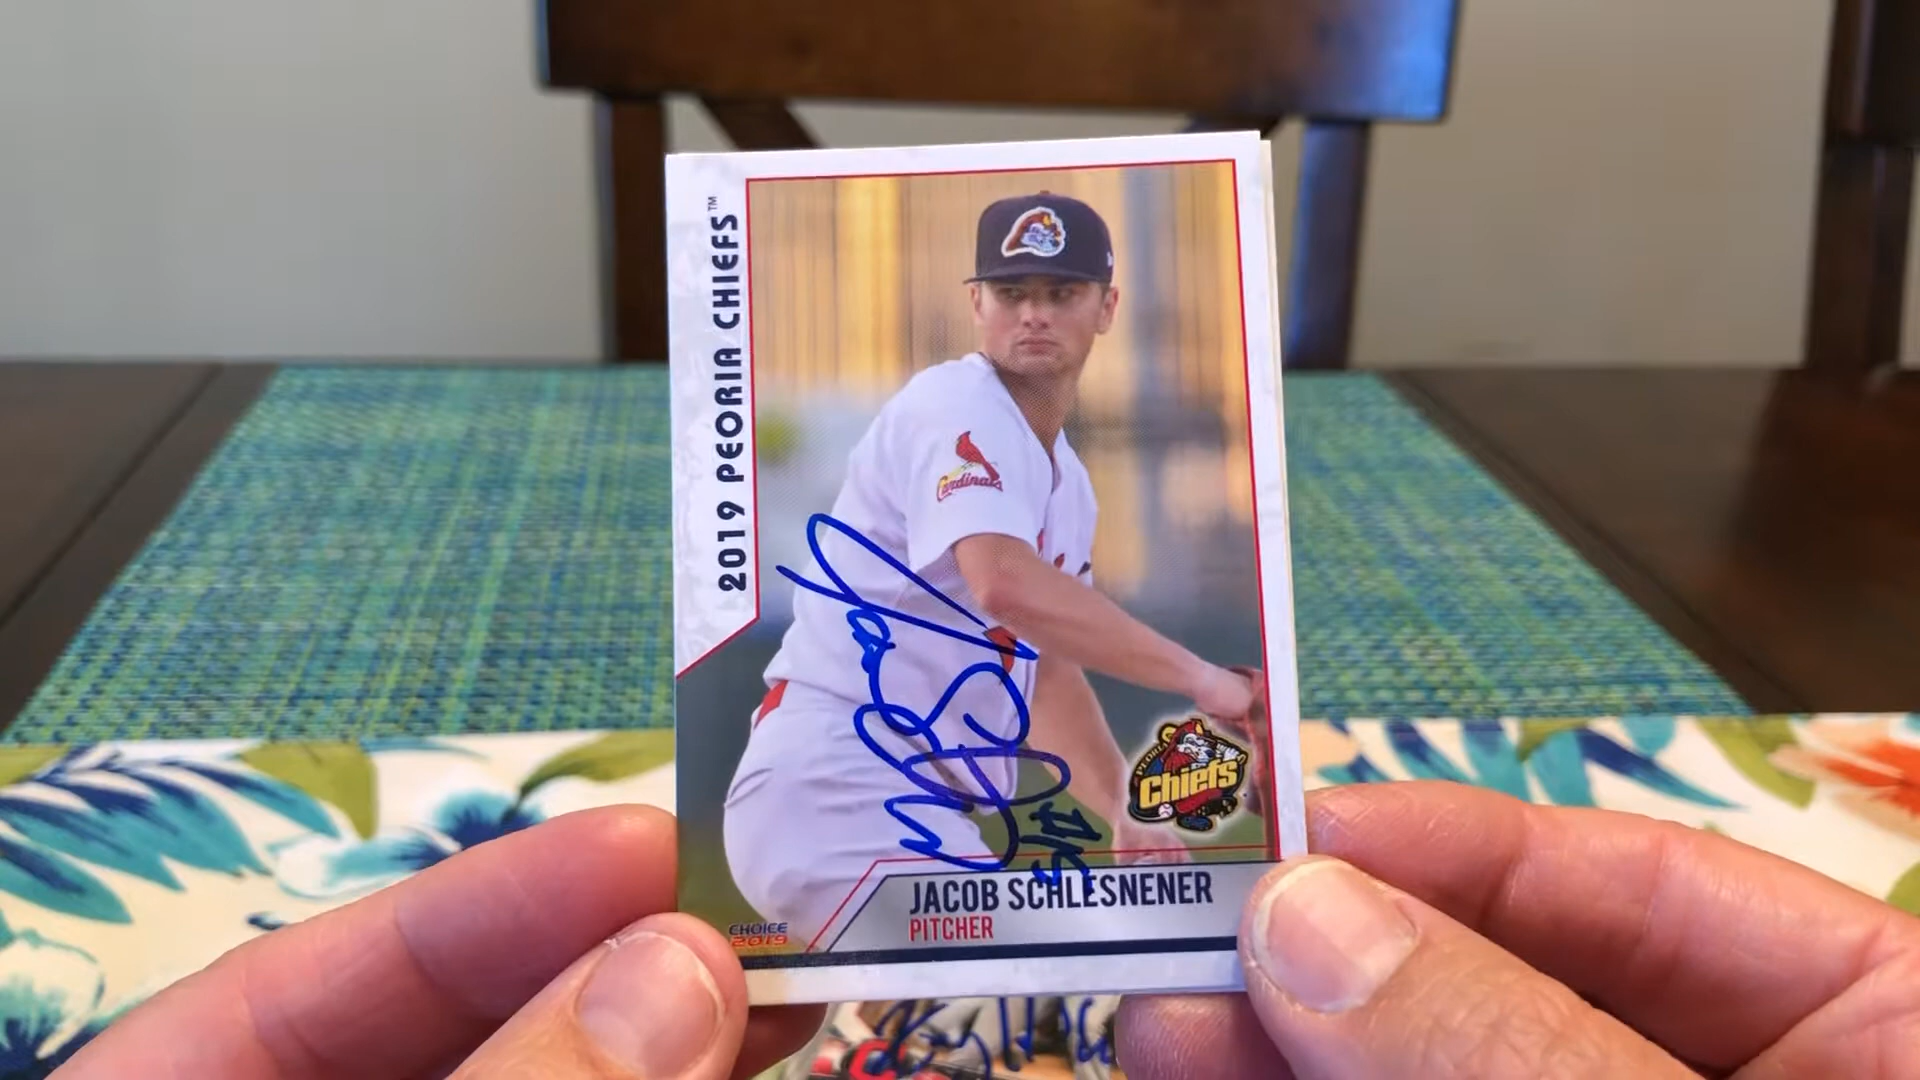 2019 PEORIA CHIEFS™
Cardinals
PEORIA
Chiefs
JACOB SCHLESNENER
PITCHER
CHOICE
2019